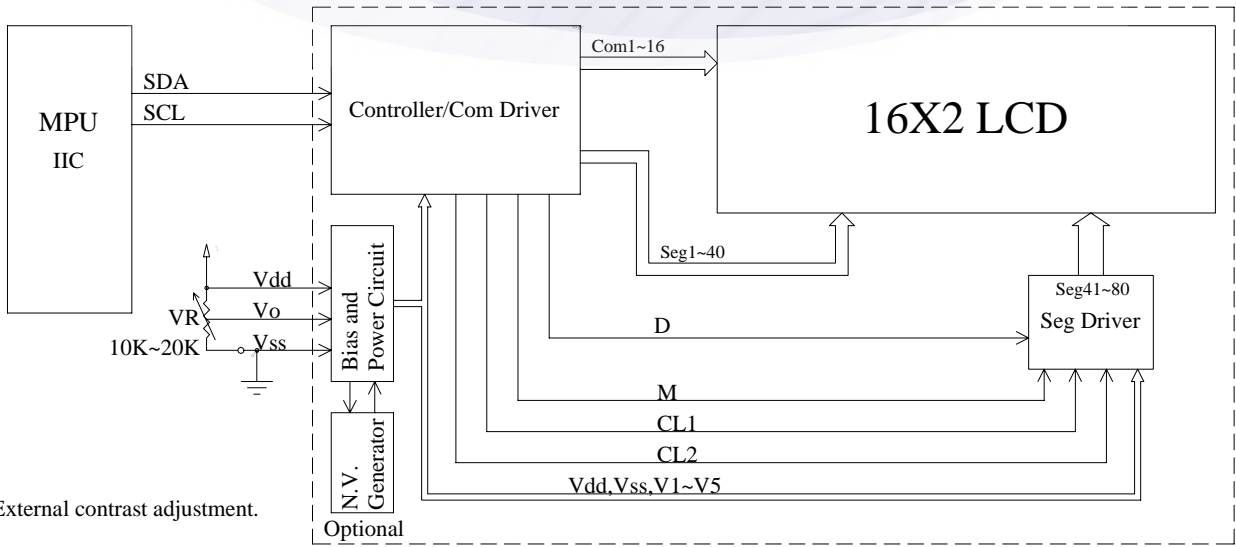 MPU
IIC
SDA
SCL
Controller/Com Driver
Com1~16
16X2 LCD
Seg1~40
Vdd
Vo
Vss
VR
10K~20K
Bias and
Power Circuit
N.V.
Generator
Optional
Seg41~80
Seg Driver
D
M
CL1
CL2
Vdd,Vss,V1~V5
External contrast adjustment.